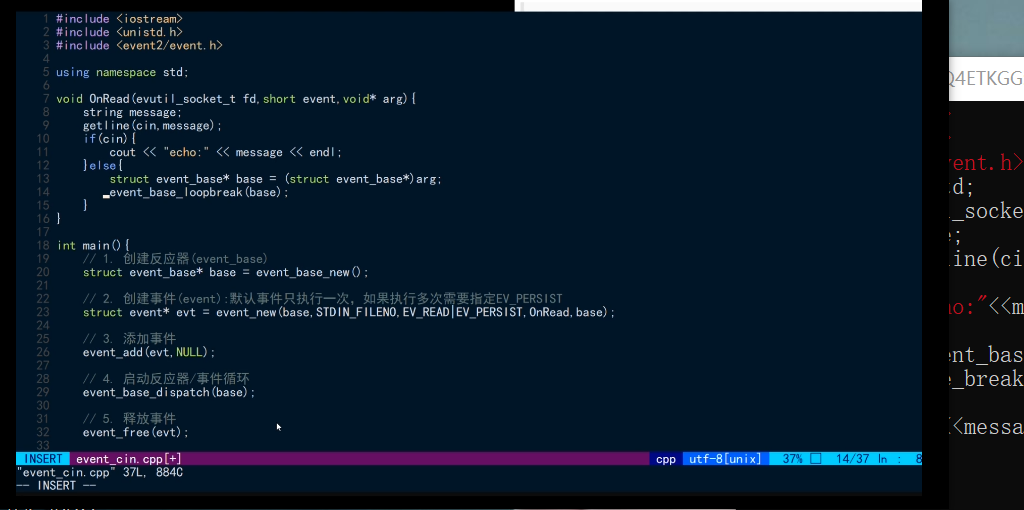 1 #include <iostream>
2 #include <unistd.h>
3 #include <event2/event.h>
4
5 using namespace std;
6
7 void OnRead(evutil_socket_t fd,short event,void* arg){
8     string message;
9     getline(cin,message);
10     if(cin){
11         cout << "echo:" << message << endl;
12     }else{
13         struct event_base* base = (struct event_base*)arg;
14         event_base_loopbreak(base);
15     }
16 }
17
18 int main(){
19     // 1. 创建反应器(event_base)
20     struct event_base* base = event_base_new();
21
22     // 2. 创建事件(event):默认事件只执行一次，如果执行多次需要指定EV_PERSIST
23     struct event* evt = event_new(base,STDIN_FILENO,EV_READ|EV_PERSIST,OnRead,base);
24
25     // 3. 添加事件
26     event_add(evt,NULL);
27
28     // 4. 启动反应器/事件循环
29     event_base_dispatch(base);
30
31     // 5. 释放事件
32     event_free(evt);
33
INSERT event_cin.cpp[+] cpp utf-8[unix] 37% 14/37 ln : 8
"event_cin.cpp" 37L, 884C
-- INSERT --
Q4ETKGG
vent.h>
td;
l_socke
e;
line(ci
ho:"<<m
ent_bas
e_break
<messa